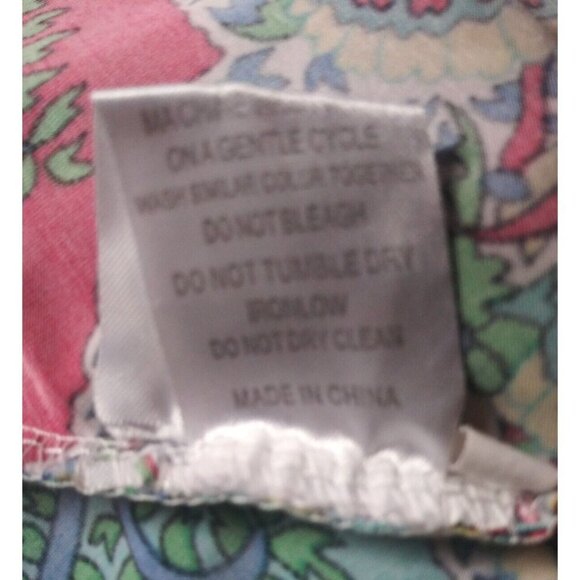 MACHINE
ON A GENTLE CYCLE
WASH SIMILAR COLOR TOGETHER
DO NOT BLEACH
DO NOT TUMBLE DRY
IRON LOW
DO NOT DRY CLEAN
MADE IN CHINA